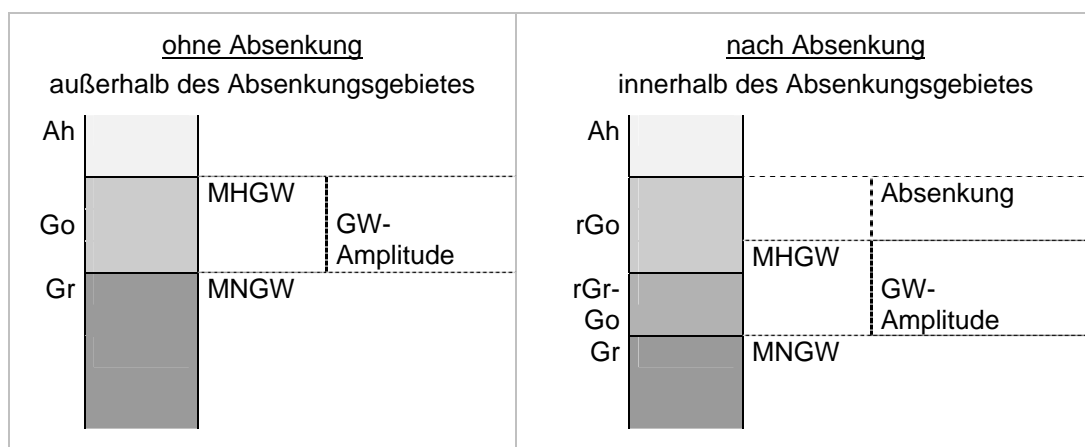 ohne Absenkung
außerhalb des Absenkungsgebietes
Ah
MHGW
Go
GW-
Amplitude
Gr
MNGW
nach Absenkung
innerhalb des Absenkungsgebietes
Ah
Absenkung
rGo
MHGW
rGr-
Go
GW-
Amplitude
Gr
MNGW